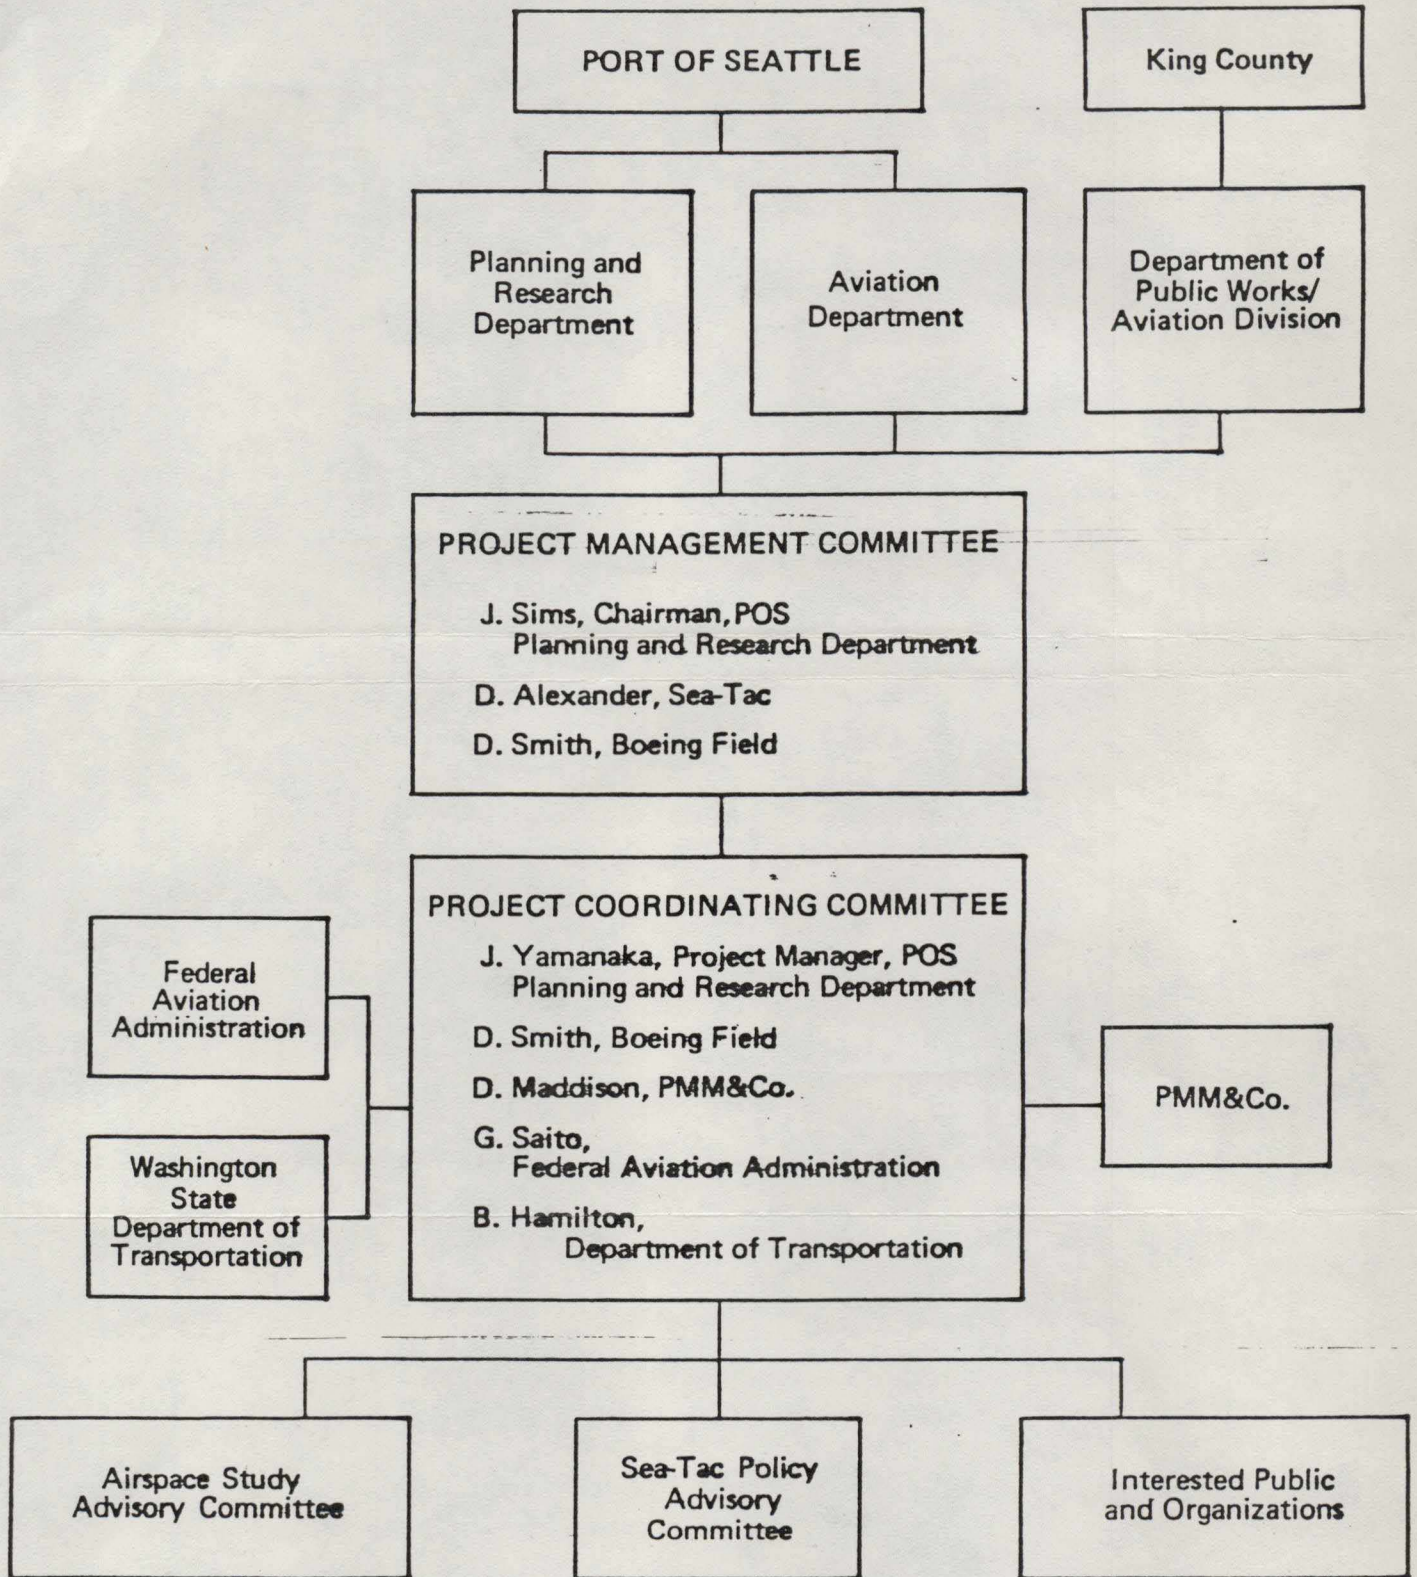 PORT OF SEATTLE
King County
Planning and
Research
Department
Aviation
Department
Department of
Public Works/
Aviation Division
PROJECT MANAGEMENT COMMITTEE
J. Sims, Chairman, POS
Planning and Research Department
D. Alexander, Sea-Tac
D. Smith, Boeing Field
PROJECT COORDINATING COMMITTEE
J. Yamanaka, Project Manager, POS
Planning and Research Department
D. Smith, Boeing Field
D. Maddison, PMM&Co.
G. Saito,
Federal Aviation Administration
B. Hamilton,
Department of Transportation
Federal
Aviation
Administration
Washington
State
Department of
Transportation
PMM&Co.
Airspace Study
Advisory Committee
Sea-Tac Policy
Advisory
Committee
Interested Public
and Organizations